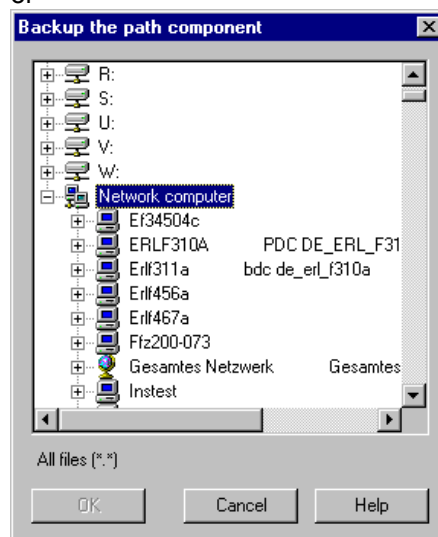 Backup the path component
R:
S:
U:
V:
W:
Network computer
Ef34504c
ERLF310A PDC DE_ERL_F31
Erlf311a bdc de_erl_f310a
Erlf456a
Erlf467a
Ffz200-073
Gesamtes Netzwerk Gesamtes
Instest
All files (*.*)
OK Cancel Help